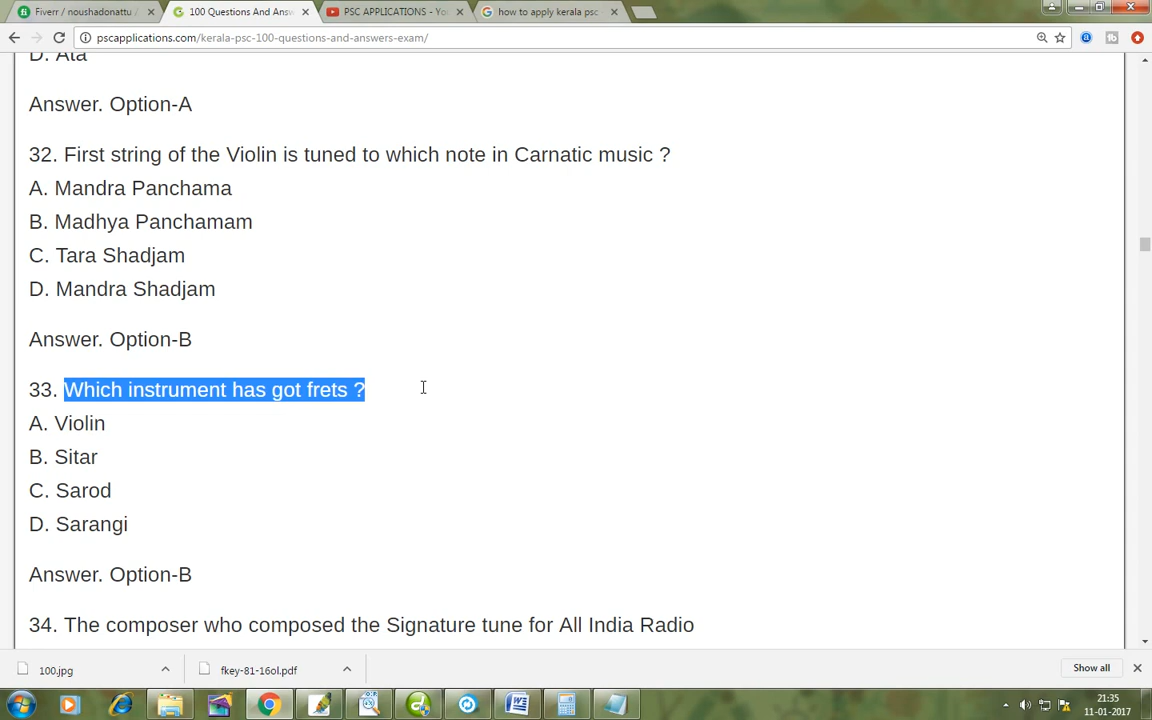 Fiverr / noushadonattu /
100 Questions And Answ
PSC APPLICATIONS - Yo
how to apply kerala psc
pscapplications.com/kerala-psc-100-questions-and-answers-exam/
D. Ata
Answer. Option-A
32. First string of the Violin is tuned to which note in Carnatic music ?
A. Mandra Panchama
B. Madhya Panchamam
C. Tara Shadjam
D. Mandra Shadjam
Answer. Option-B
33. Which instrument has got frets ?
A. Violin
B. Sitar
C. Sarod
D. Sarangi
Answer. Option-B
34. The composer who composed the Signature tune for All India Radio
100.jpg
fkey-81-16ol.pdf
Show all
21:35
11-01-2017